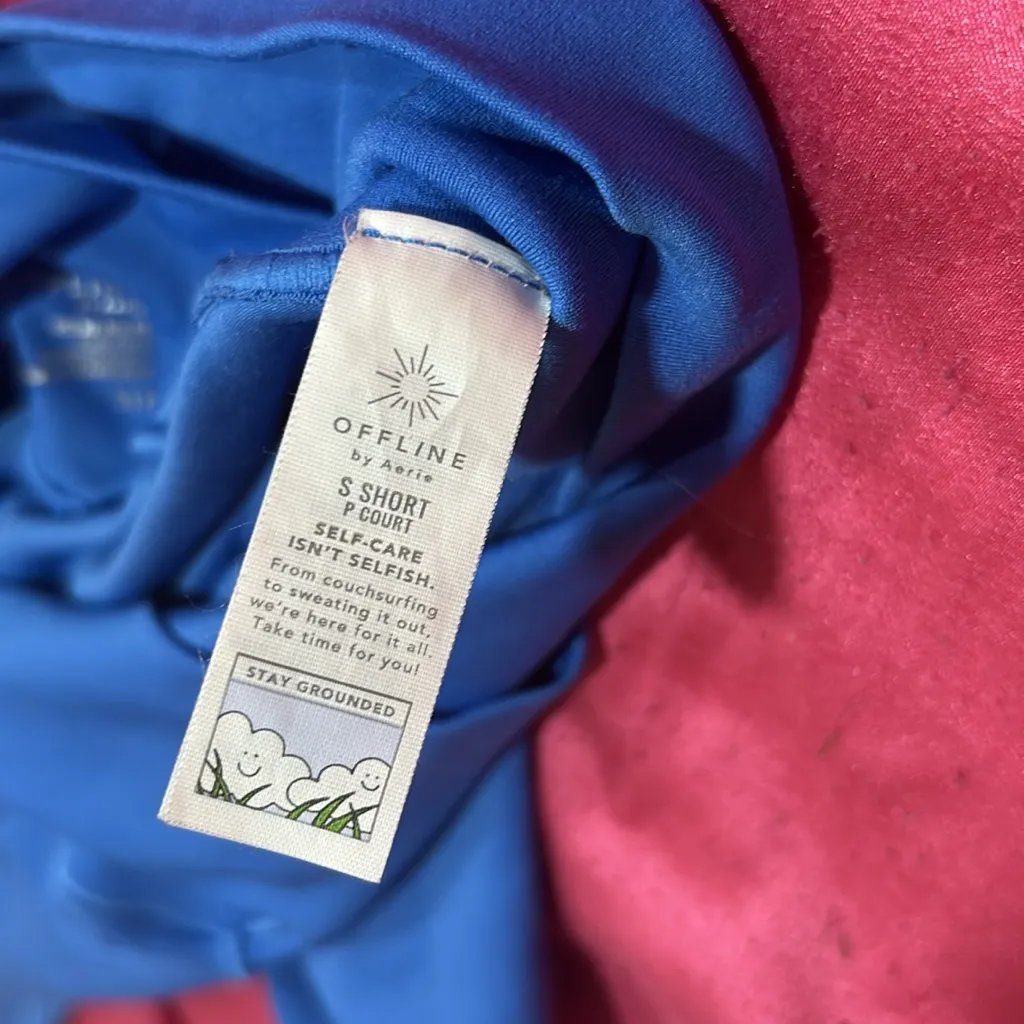 OFFLINE
by Aerie
S SHORT
P COURT
SELF-CARE
ISN'T SELFISH.
From couchsurfing
to sweating it out,
we're here for it all.
Take time for you!
STAY GROUNDED